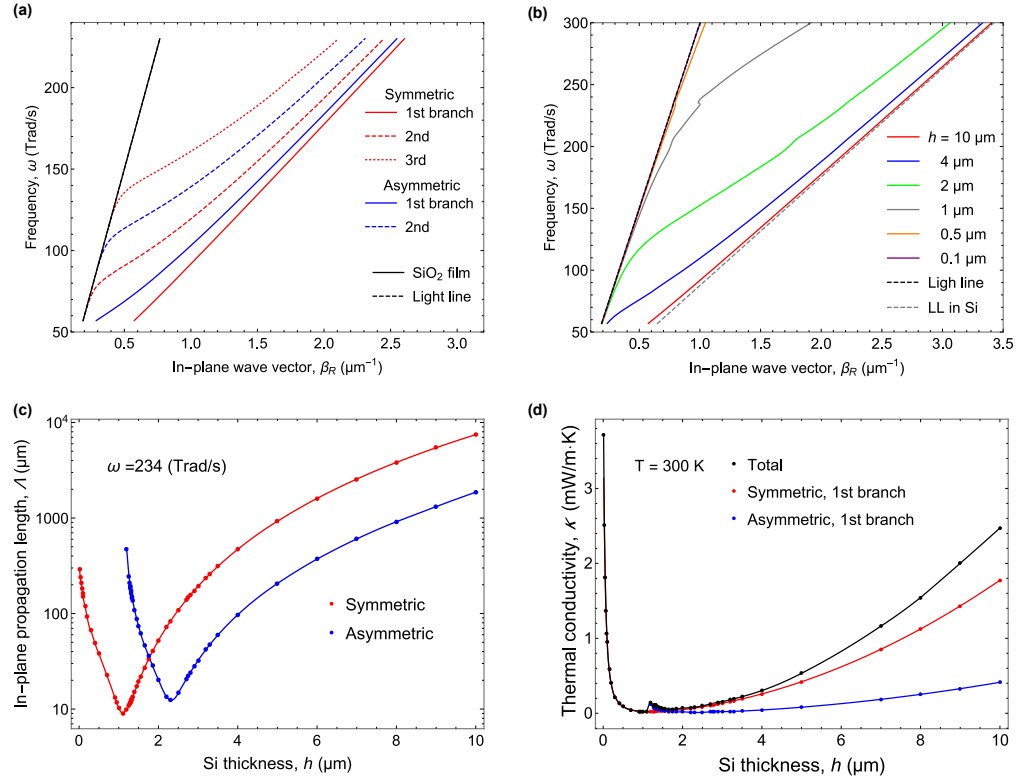 (a)
Frequency, ω (Trad/s)
200
150
100
50
0.5
1.0
1.5
2.0
2.5
3.0
In-plane wave vector, βR (μm⁻¹)
Symmetric
1st branch
2nd
3rd
Asymmetric
1st branch
2nd
SiO₂ film
Light line
(b)
Frequency, ω (Trad/s)
300
250
200
150
100
50
0.5
1.0
1.5
2.0
2.5
3.0
3.5
In-plane wave vector, βR (μm⁻¹)
h = 10 μm
4 μm
2 μm
1 μm
0.5 μm
0.1 μm
Ligh line
LL in Si
(c)
In-plane propagation length, Λ (μm)
10⁴
1000
100
10
0
2
4
6
8
10
Si thickness, h (μm)
ω =234 (Trad/s)
Symmetric
Asymmetric
(d)
Thermal conductivity, κ (mW/m·K)
3
2
1
0
0
2
4
6
8
10
Si thickness, h (μm)
T = 300 K
Total
Symmetric, 1st branch
Asymmetric, 1st branch